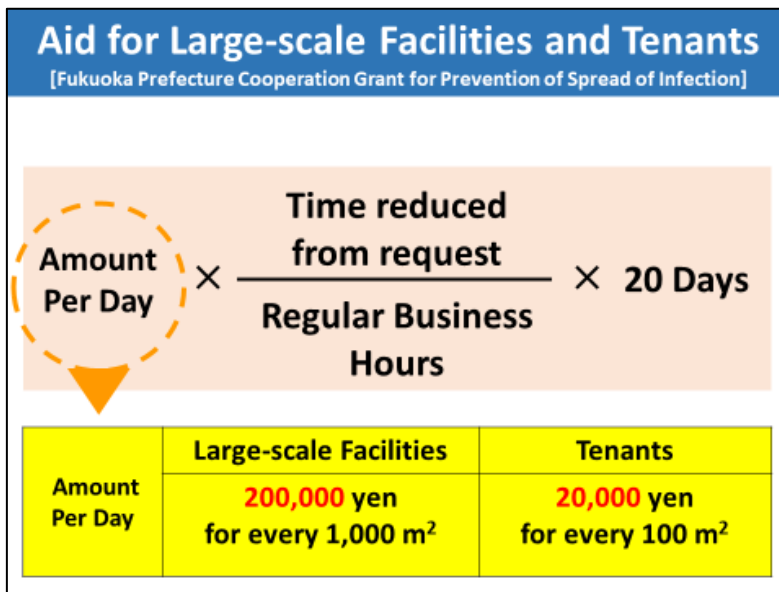 Aid for Large-scale Facilities and Tenants
[Fukuoka Prefecture Cooperation Grant for Prevention of Spread of Infection]
Amount
Per Day
×
Time reduced
from request
Regular Business
Hours
× 20 Days
Amount
Per Day
Large-scale Facilities
200,000 yen
for every 1,000 m²
Tenants
20,000 yen
for every 100 m²